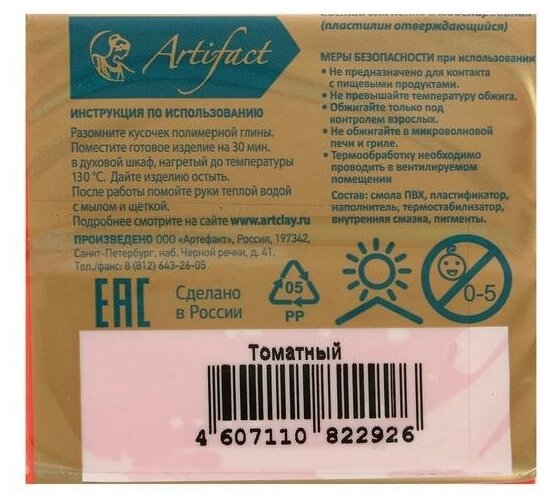 Artifact
(пластилин отверждающийся)
ИНСТРУКЦИЯ ПО ИСПОЛЬЗОВАНИЮ
Разомните кусочек полимерной глины.
Поместите готовое изделие на 30 мин.
в духовой шкаф, нагретый до температуры
130 °С. Дайте изделию остыть.
После работы помойте руки теплой водой
с мылом и щеткой.
Подробнее смотрите на сайте www.artclay.ru
ПРОИЗВЕДЕНО ООО «Артефакт», Россия, 197342,
Санкт-Петербург, наб. Черной речки, д. 41.
Тел./факс: 8 (812) 643-26-05
МЕРЫ БЕЗОПАСНОСТИ при использовании
• Не предназначено для контакта
с пищевыми продуктами.
• Не превышайте температуру обжига.
• Обжигайте только под
контролем взрослых.
• Не обжигайте в микроволновой
печи и гриле.
• Термообработку необходимо
проводить в вентилируемом
помещении
Состав: смола ПВХ, пластификатор,
наполнитель, термостабилизатор,
внутренняя смазка, пигменты.
EAC
Сделано
в России
05
PP
0-5
Томатный
4 607110 822926